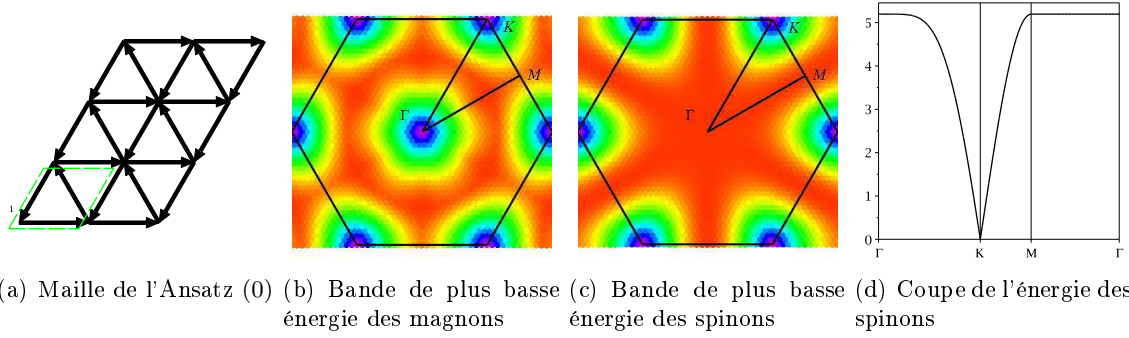 1
Γ
K
M
Γ
K
M
5
4
3
2
1
0
Γ K M Γ
(a) Maille de l'Ansatz (0)
(b) Bande de plus basse
énergie des magnons
(c) Bande de plus basse
énergie des spinons
(d) Coupe de l'énergie des
spinons